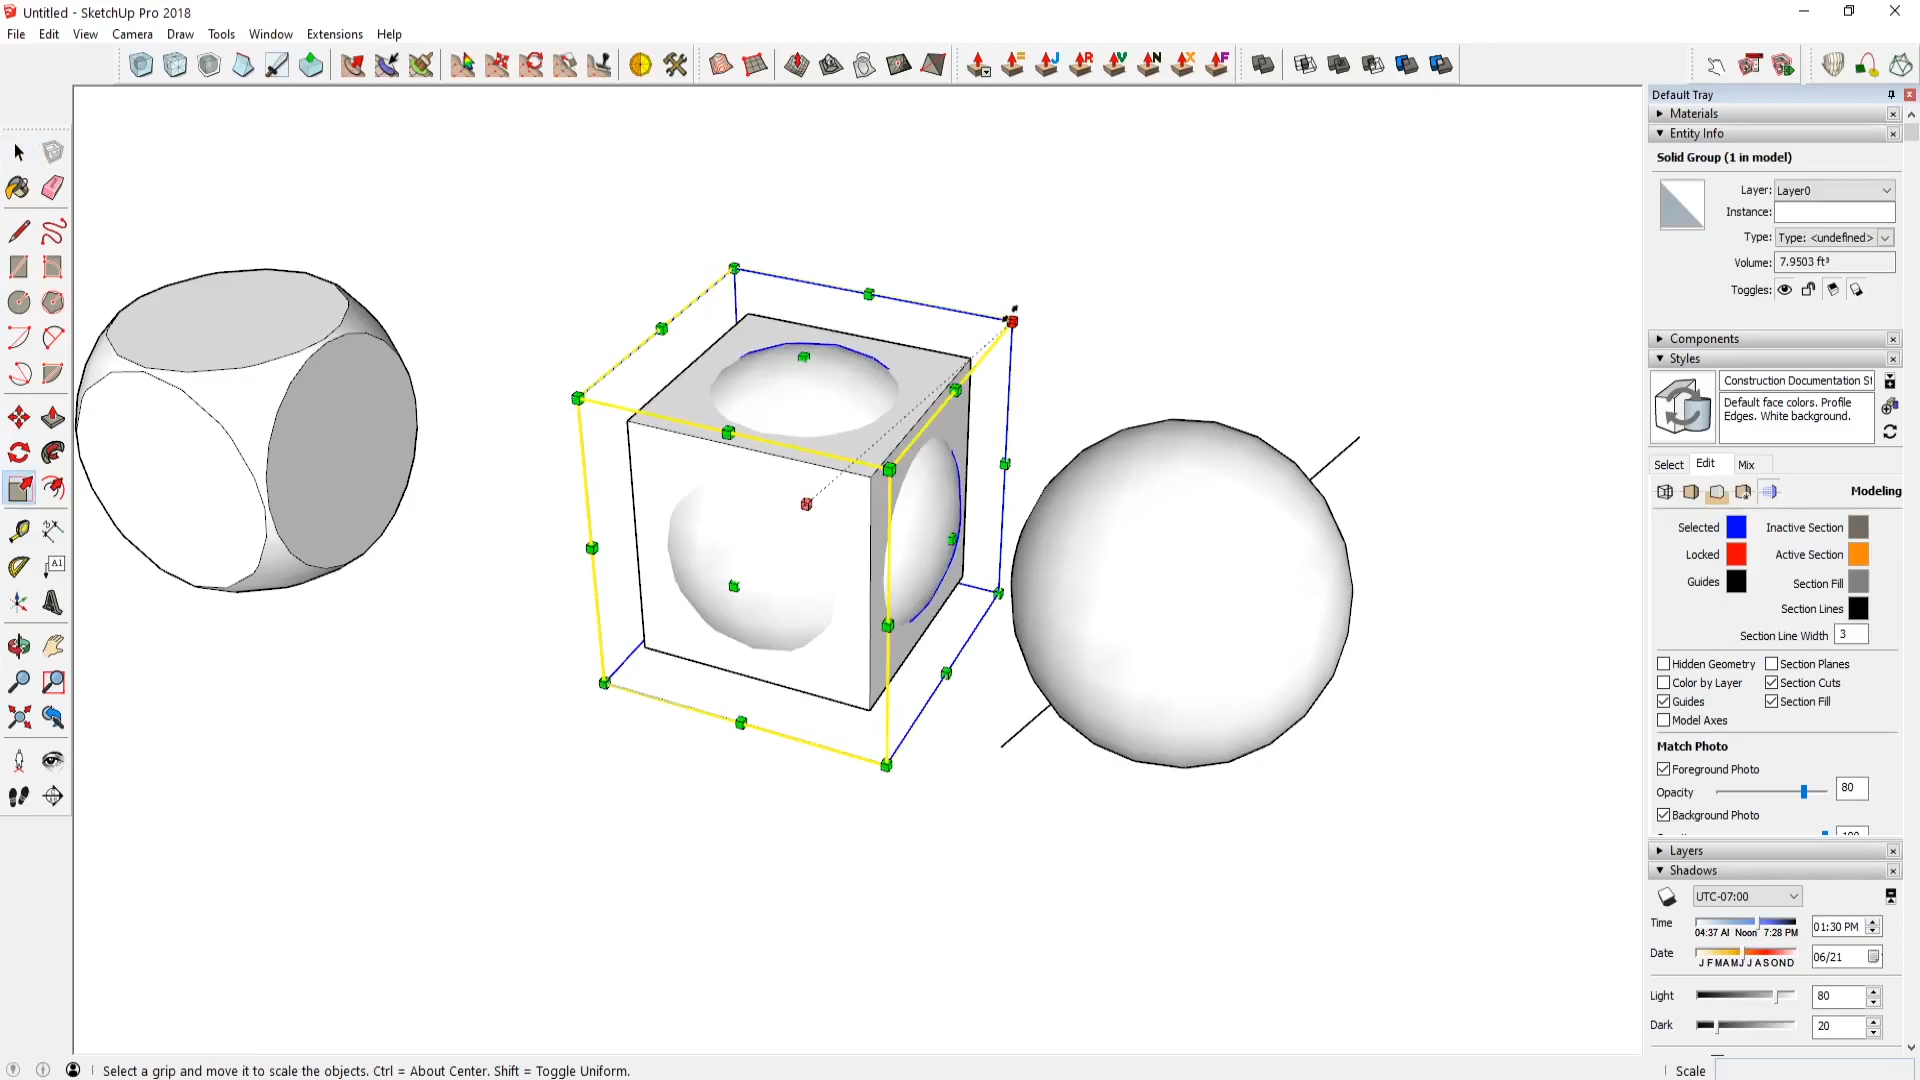 Untitled - SketchUp Pro 2018
File Edit View Camera Draw Tools Window Extensions Help
J R V N X F
A1
Default Tray
Materials
Entity Info
Solid Group (1 in model)
Layer: Layer0
Instance:
Type: Type: <undefined>
Volume: 7.9503 ft³
Toggles:
Components
Styles
Construction Documentation St
Default face colors. Profile
Edges. White background.
Select Edit Mix
Modeling
Selected Inactive Section
Locked Active Section
Guides Section Fill
Section Lines
Section Line Width 3
Hidden Geometry Section Planes
Color by Layer Section Cuts
Guides Section Fill
Model Axes
Match Photo
Foreground Photo
Opacity 80
Background Photo
Layers
Shadows
UTC-07:00
Time 04:37 AM Noon 7:28 PM 01:30 PM
Date J F M A M J J A S O N D 06/21
Light 80
Dark 20
Select a grip and move it to scale the objects. Ctrl = About Center. Shift = Toggle Uniform.
Scale